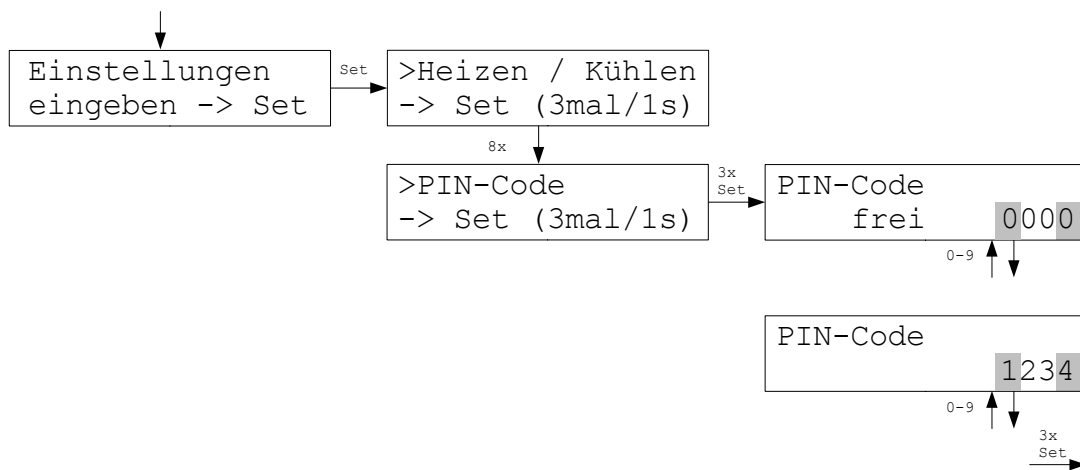 Einstellungen
eingeben -> Set
Set
>Heizen / Kühlen
-> Set (3mal/1s)
8x
>PIN-Code
-> Set (3mal/1s)
3x
Set
PIN-Code
frei 0000
0-9
PIN-Code
1234
0-9
3x
Set